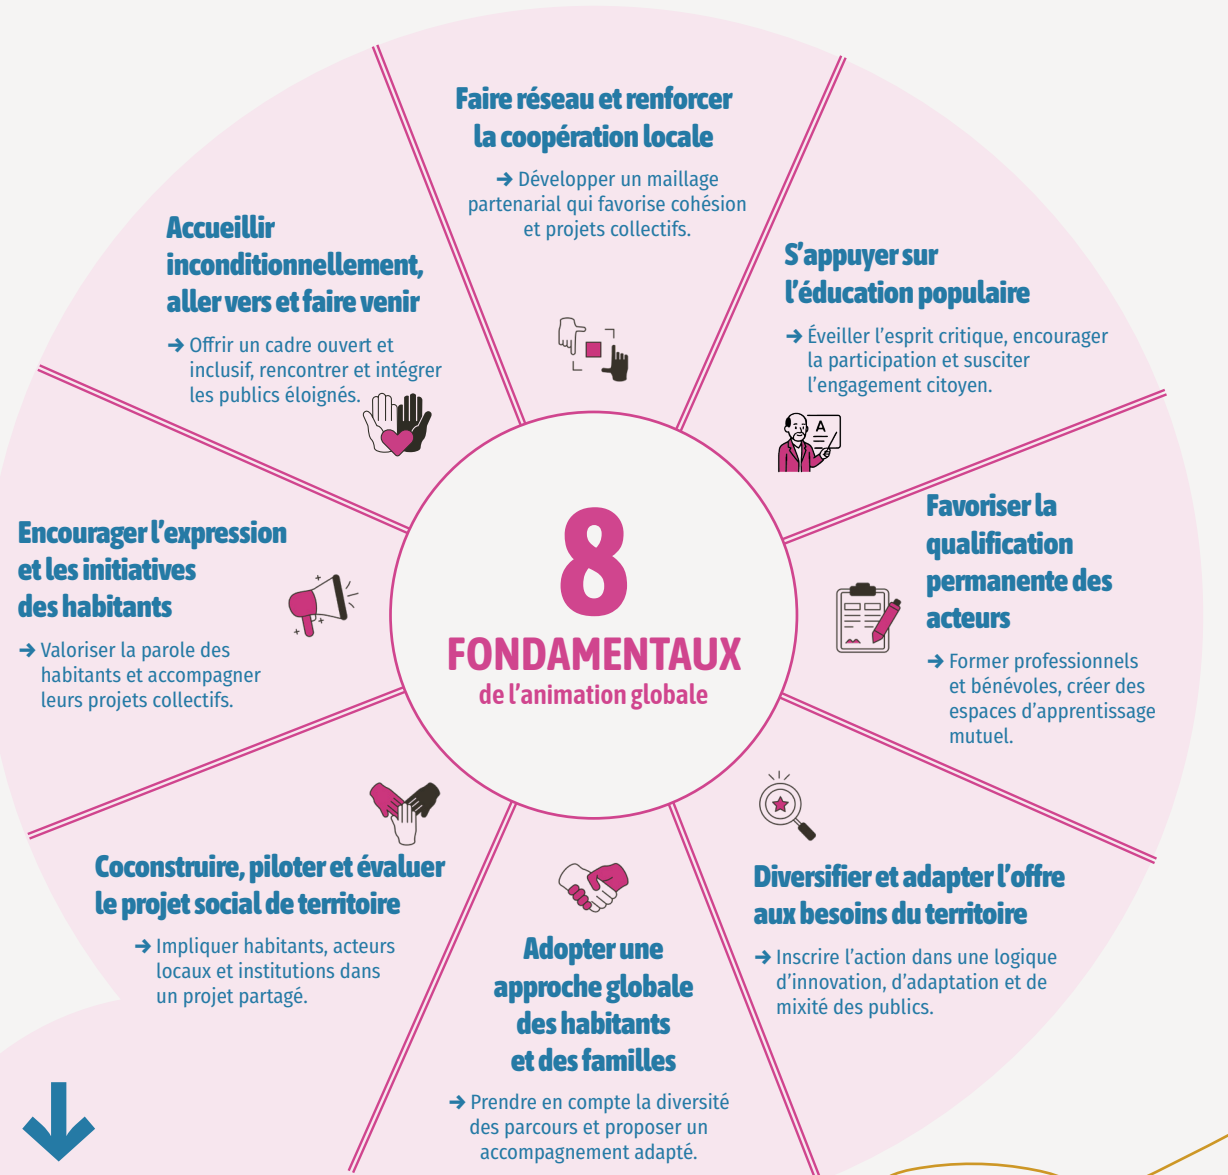 Faire réseau et renforcer
la coopération locale
→ Développer un maillage
partenarial qui favorise cohésion
et projets collectifs.
S’appuyer sur
l’éducation populaire
→ Éveiller l’esprit critique, encourager
la participation et susciter
l’engagement citoyen.
A
Favoriser la
qualification
permanente des
acteurs
→ Former professionnels
et bénévoles, créer des
espaces d’apprentissage
mutuel.
Diversifier et adapter l’offre
aux besoins du territoire
→ Inscrire l’action dans une logique
d’innovation, d’adaptation et de
mixité des publics.
Adopter une
approche globale
des habitants
et des familles
→ Prendre en compte la diversité
des parcours et proposer un
accompagnement adapté.
Coconstruire, piloter et évaluer
le projet social de territoire
→ Impliquer habitants, acteurs
locaux et institutions dans
un projet partagé.
Encourager l’expression
et les initiatives
des habitants
→ Valoriser la parole des
habitants et accompagner
leurs projets collectifs.
Accueillir
inconditionnellement,
aller vers et faire venir
→ Offrir un cadre ouvert et
inclusif, rencontrer et intégrer
les publics éloignés.
8
FONDAMENTAUX
de l’animation globale